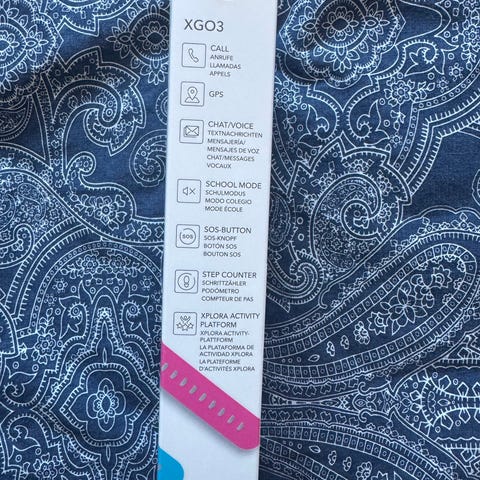 XGO3
CALL
ANRUFE
LLAMADAS
APPELS
GPS
CHAT/VOICE
TEXTNACHRICHTEN
MENSAJERÍA/
MENSAJES DE VOZ
CHAT/MESSAGES
VOCAUX
SCHOOL MODE
SCHULMODUS
MODO COLEGIO
MODE ÉCOLE
SOS
SOS-BUTTON
SOS-KNOPF
BOTÓN SOS
BOUTON SOS
STEP COUNTER
SCHRITTZÄHLER
PODÓMETRO
COMPTEUR DE PAS
XPLORA ACTIVITY
PLATFORM
XPLORA ACTIVITY-
PLATTFORM
LA PLATAFORMA DE
ACTIVIDAD XPLORA
LA PLATEFORME
D'ACTIVITÉS XPLORA